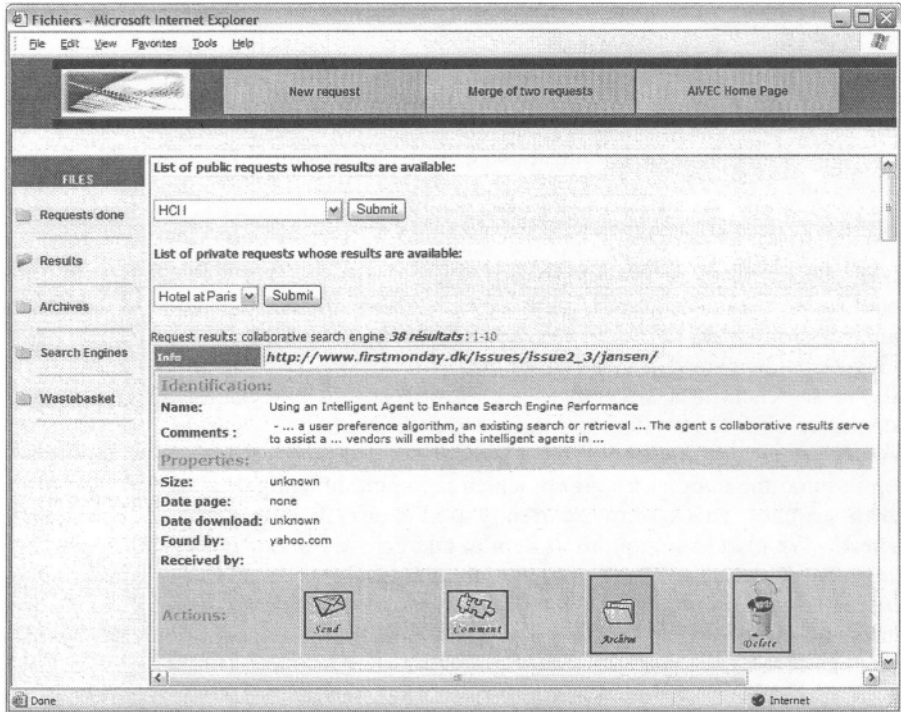 Fichiers - Microsoft Internet Explorer
File Edit View Favorites Tools Help
New request Merge of two requests AIVEC Home Page
FILES
Requests done
Results
Archives
Search Engines
Wastebasket
List of public requests whose results are available:
HCI I Submit
List of private requests whose results are available:
Hotel at Paris Submit
Request results: collaborative search engine 38 résultats : 1-10
Info http://www.firstmonday.dk/issues/issue2_3/jansen/
Identification:
Name: Using an Intelligent Agent to Enhance Search Engine Performance
Comments : - ... a user preference algorithm, an existing search or retrieval ... The agent s collaborative results serve
to assist a ... vendors will embed the intelligent agents in ...
Properties:
Size: unknown
Date page: none
Date download: unknown
Found by: yahoo.com
Received by:
Actions: Send Comment Archive Delete
Done Internet